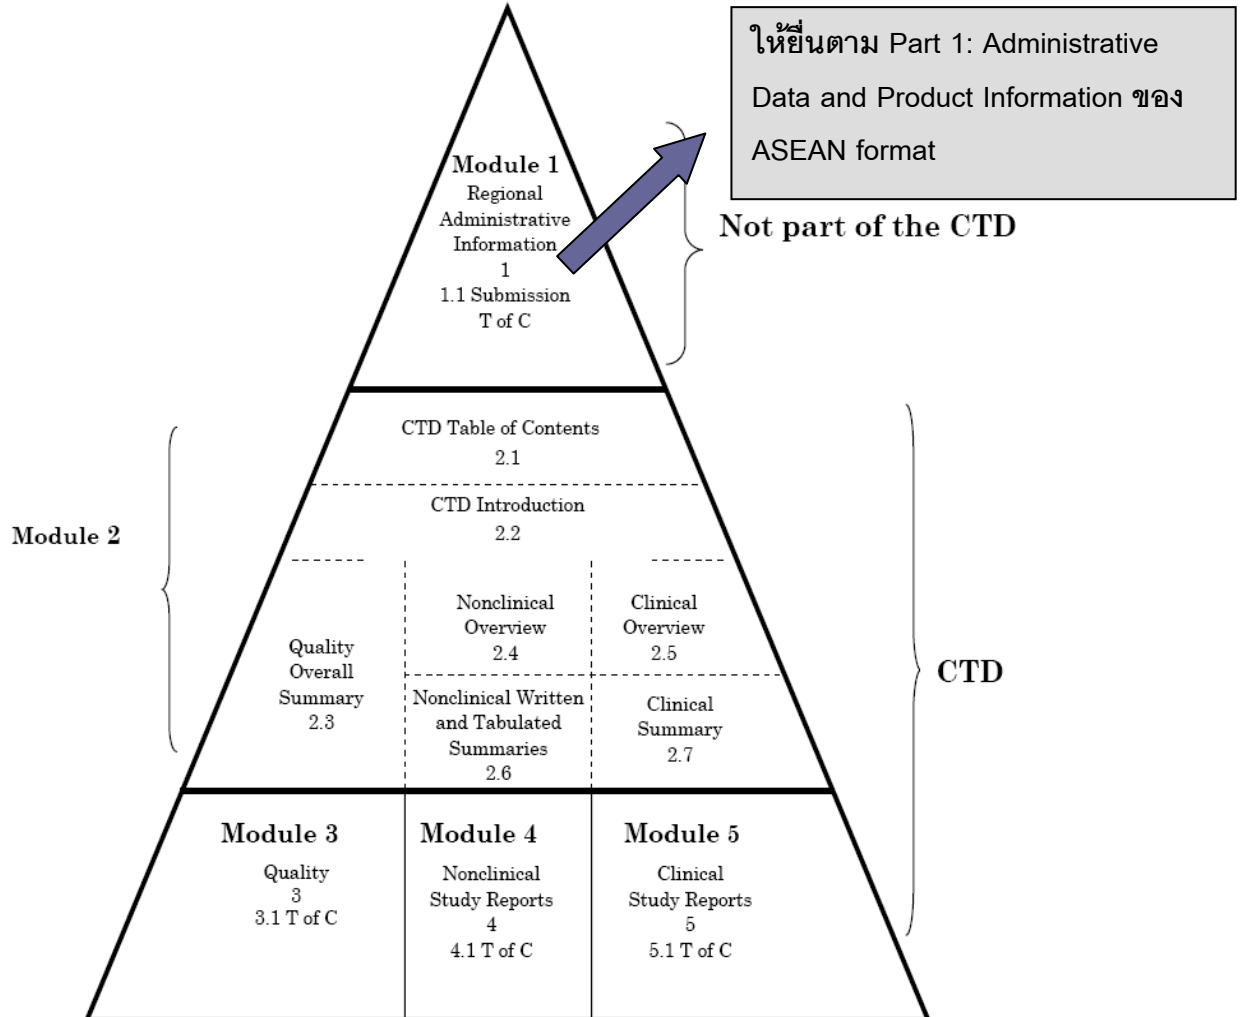 ให้ยื่นตาม Part 1: Administrative
Data and Product Information ของ
ASEAN format
Module 1
Regional
Administrative
Information
1
1.1 Submission
T of C
Not part of the CTD
CTD Table of Contents
2.1
CTD Introduction
2.2
Module 2
Nonclinical
Overview
2.4
Clinical
Overview
2.5
Quality
Overall
Summary
2.3
Nonclinical Written
and Tabulated
Summaries
2.6
Clinical
Summary
2.7
CTD
Module 3
Quality
3
3.1 T of C
Module 4
Nonclinical
Study Reports
4
4.1 T of C
Module 5
Clinical
Study Reports
5
5.1 T of C